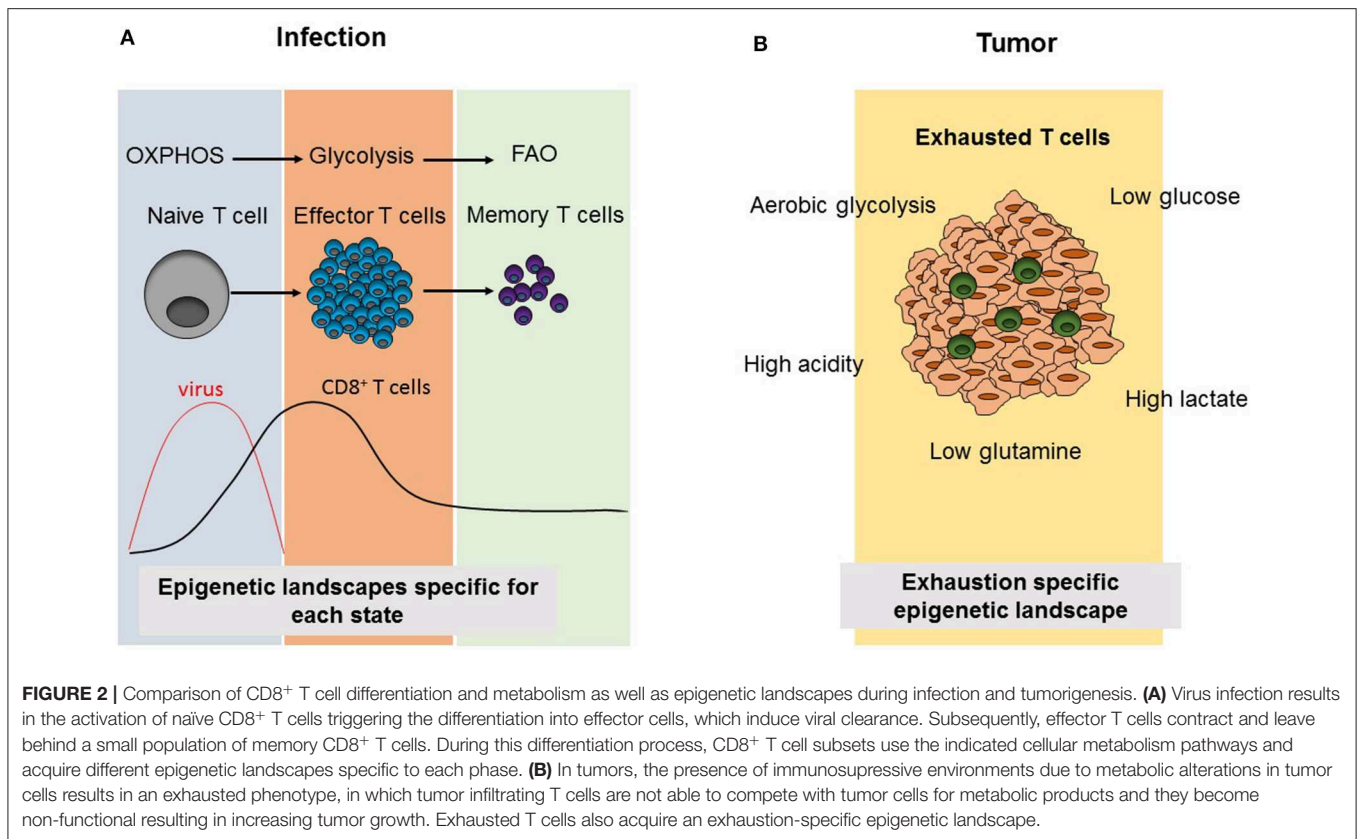 A
Infection
OXPHOS
Glycolysis
FAO
Naive T cell
Effector T cells
Memory T cells
virus
CD8⁺ T cells
Epigenetic landscapes specific for
each state
B
Tumor
Exhausted T cells
Aerobic glycolysis
Low glucose
High acidity
High lactate
Low glutamine
Exhaustion specific
epigenetic landscape
FIGURE 2 | Comparison of CD8⁺ T cell differentiation and metabolism as well as epigenetic landscapes during infection and tumorigenesis. (A) Virus infection results
in the activation of naïve CD8⁺ T cells triggering the differentiation into effector cells, which induce viral clearance. Subsequently, effector T cells contract and leave
behind a small population of memory CD8⁺ T cells. During this differentiation process, CD8⁺ T cell subsets use the indicated cellular metabolism pathways and
acquire different epigenetic landscapes specific to each phase. (B) In tumors, the presence of immunosupressive environments due to metabolic alterations in tumor
cells results in an exhausted phenotype, in which tumor infiltrating T cells are not able to compete with tumor cells for metabolic products and they become
non-functional resulting in increasing tumor growth. Exhausted T cells also acquire an exhaustion-specific epigenetic landscape.